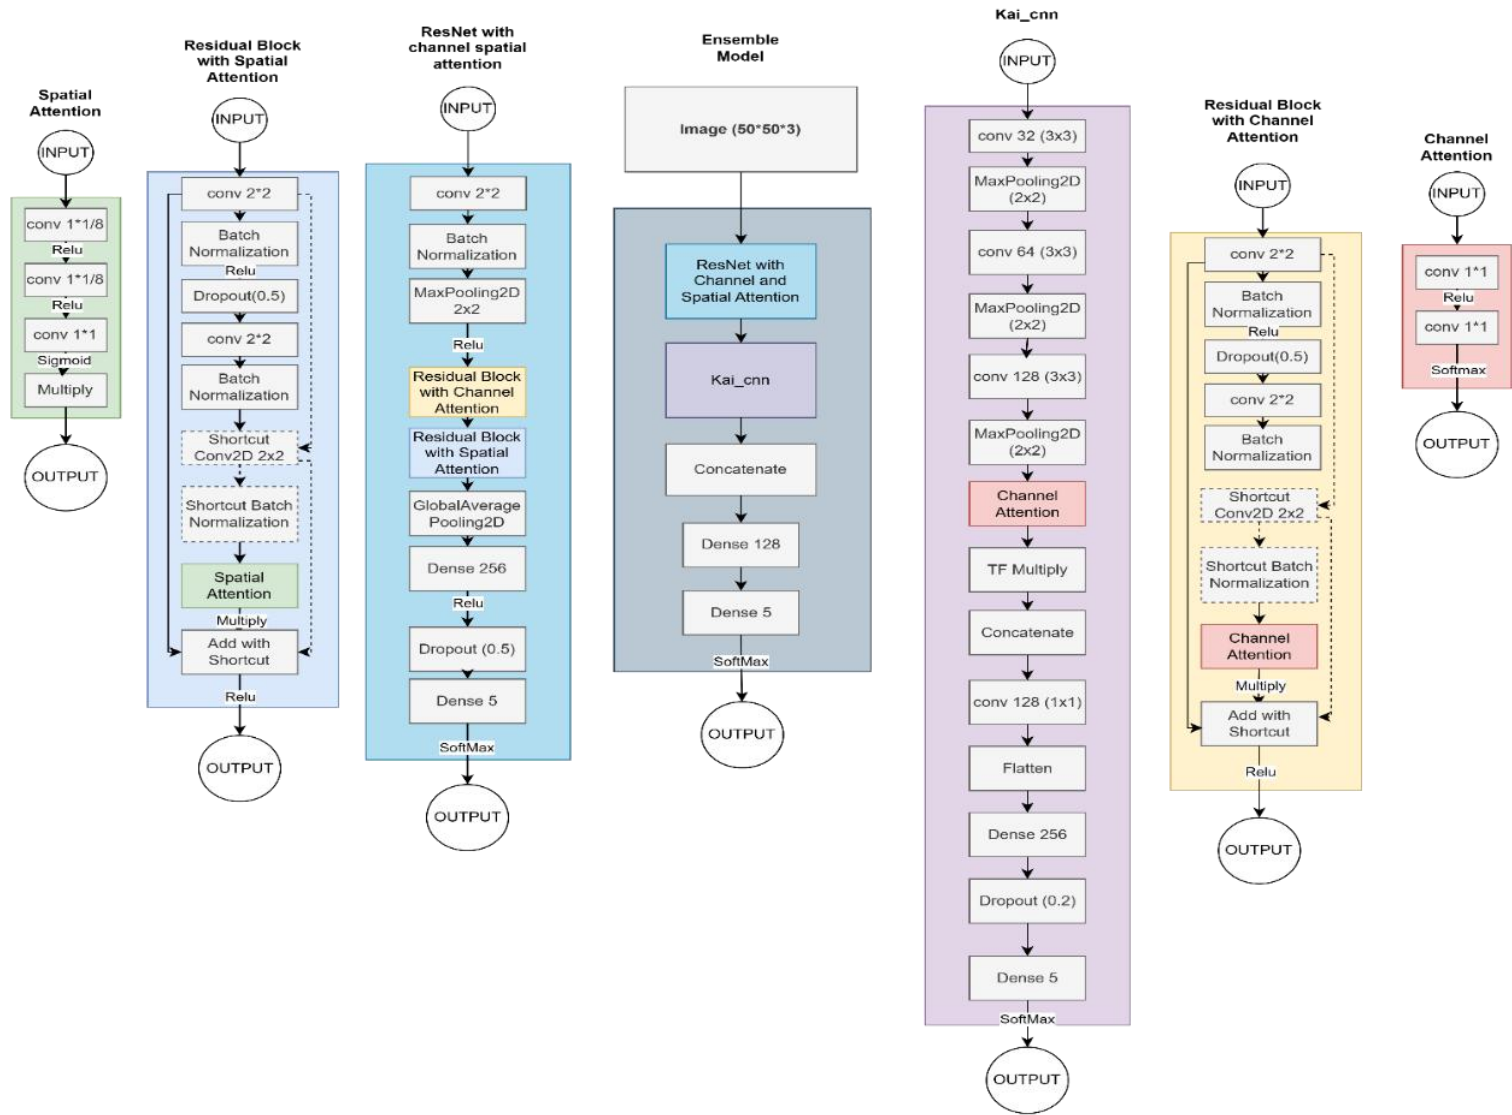 Spatial
Attention
INPUT
conv 1*1/8
Relu
conv 1*1/8
Relu
conv 1*1
Sigmoid
Multiply
OUTPUT
Residual Block
with Spatial
Attention
INPUT
conv 2*2
Batch
Normalization
Relu
Dropout(0.5)
conv 2*2
Batch
Normalization
Shortcut
Conv2D 2x2
Shortcut Batch
Normalization
Spatial
Attention
Multiply
Add with
Shortcut
Relu
OUTPUT
ResNet with
channel spatial
attention
INPUT
conv 2*2
Batch
Normalization
MaxPooling2D
2x2
Relu
Residual Block
with Channel
Attention
Residual Block
with Spatial
Attention
GlobalAverage
Pooling2D
Dense 256
Relu
Dropout (0.5)
Dense 5
SoftMax
OUTPUT
Ensemble
Model
Image (50*50*3)
ResNet with
Channel and
Spatial Attention
Kai_cnn
Concatenate
Dense 128
Dense 5
SoftMax
OUTPUT
Kai_cnn
INPUT
conv 32 (3x3)
MaxPooling2D
(2x2)
conv 64 (3x3)
MaxPooling2D
(2x2)
conv 128 (3x3)
MaxPooling2D
(2x2)
Channel
Attention
TF Multiply
Concatenate
conv 128 (1x1)
Flatten
Dense 256
Dropout (0.2)
Dense 5
SoftMax
OUTPUT
Residual Block
with Channel
Attention
INPUT
conv 2*2
Batch
Normalization
Relu
Dropout(0.5)
conv 2*2
Batch
Normalization
Shortcut
Conv2D 2x2
Shortcut Batch
Normalization
Channel
Attention
Multiply
Add with
Shortcut
Relu
OUTPUT
Channel
Attention
INPUT
conv 1*1
Relu
conv 1*1
Softmax
OUTPUT